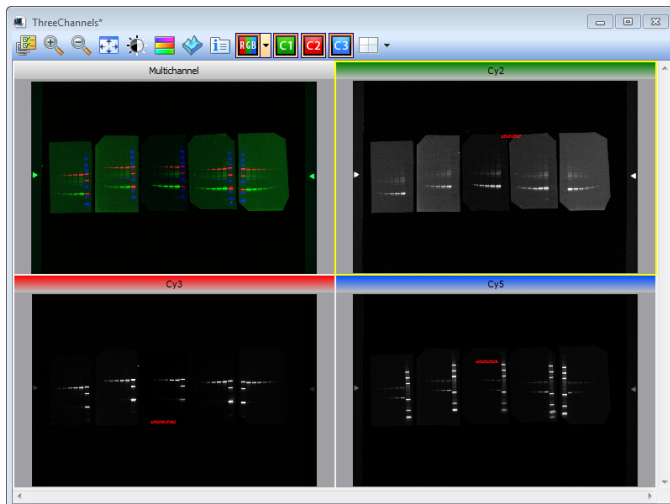 ThreeChannels*
RGB C1 C2 C3
Multichannel
Cy2
Cy3
Cy5